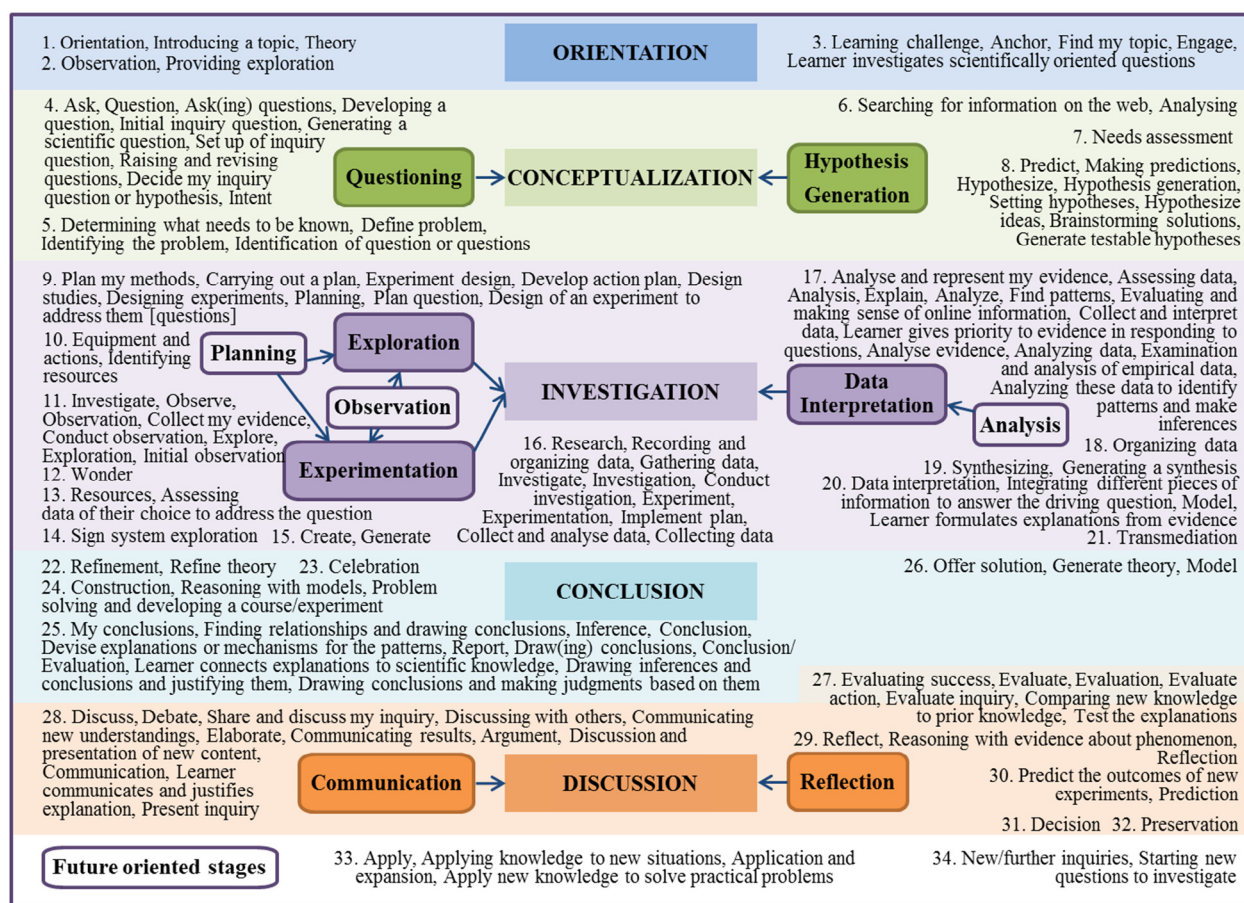 1. Orientation, Introducing a topic, Theory
2. Observation, Providing exploration
ORIENTATION
3. Learning challenge, Anchor, Find my topic, Engage,
Learner investigates scientifically oriented questions
4. Ask, Question, Ask(ing) questions, Developing a
question, Initial inquiry question, Generating a
scientific question, Set up of inquiry
question, Raising and revising
questions, Decide my inquiry
question or hypothesis, Intent
5. Determining what needs to be known, Define problem,
Identifying the problem, Identification of question or questions
Questioning
CONCEPTUALIZATION
Hypothesis
Generation
6. Searching for information on the web, Analysing
7. Needs assessment
8. Predict, Making predictions,
Hypothesize, Hypothesis generation,
Setting hypotheses, Hypothesize
ideas, Brainstorming solutions,
Generate testable hypotheses
9. Plan my methods, Carrying out a plan, Experiment design, Develop action plan, Design
studies, Designing experiments, Planning, Plan question, Design of an experiment to
address them [questions]
10. Equipment and
actions, Identifying
resources
11. Investigate, Observe,
Observation, Collect my evidence,
Conduct observation, Explore,
Exploration, Initial observation
12. Wonder
13. Resources, Assessing
data of their choice to address the question
14. Sign system exploration
15. Create, Generate
Planning
Exploration
Observation
Experimentation
INVESTIGATION
16. Research, Recording and
organizing data, Gathering data,
Investigate, Investigation, Conduct
investigation, Experiment,
Experimentation, Implement plan,
Collect and analyse data, Collecting data
Data
Interpretation
Analysis
17. Analyse and represent my evidence, Assessing data,
Analysis, Explain, Analyze, Find patterns, Evaluating and
making sense of online information, Collect and interpret
data, Learner gives priority to evidence in responding to
questions, Analyse evidence, Analyzing data, Examination
and analysis of empirical data,
Analyzing these data to identify
patterns and make
inferences
18. Organizing data
19. Synthesizing, Generating a synthesis
20. Data interpretation, Integrating different pieces of
information to answer the driving question, Model,
Learner formulates explanations from evidence
21. Transmediation
22. Refinement, Refine theory
23. Celebration
24. Construction, Reasoning with models, Problem
solving and developing a course/experiment
25. My conclusions, Finding relationships and drawing conclusions, Inference, Conclusion,
Devise explanations or mechanisms for the patterns, Report, Draw(ing) conclusions, Conclusion/
Evaluation, Learner connects explanations to scientific knowledge, Drawing inferences and
conclusions and justifying them, Drawing conclusions and making judgments based on them
CONCLUSION
26. Offer solution, Generate theory, Model
27. Evaluating success, Evaluate, Evaluation, Evaluate
action, Evaluate inquiry, Comparing new knowledge
to prior knowledge, Test the explanations
28. Discuss, Debate, Share and discuss my inquiry, Discussing with others, Communicating
new understandings, Elaborate, Communicating results, Argument, Discussion and
presentation of new content,
Communication, Learner
communicates and justifies
explanation, Present inquiry
Communication
DISCUSSION
Reflection
29. Reflect, Reasoning with evidence about phenomenon,
Reflection
30. Predict the outcomes of new
experiments, Prediction
31. Decision 32. Preservation
Future oriented stages
33. Apply, Applying knowledge to new situations, Application and
expansion, Apply new knowledge to solve practical problems
34. New/further inquiries, Starting new
questions to investigate